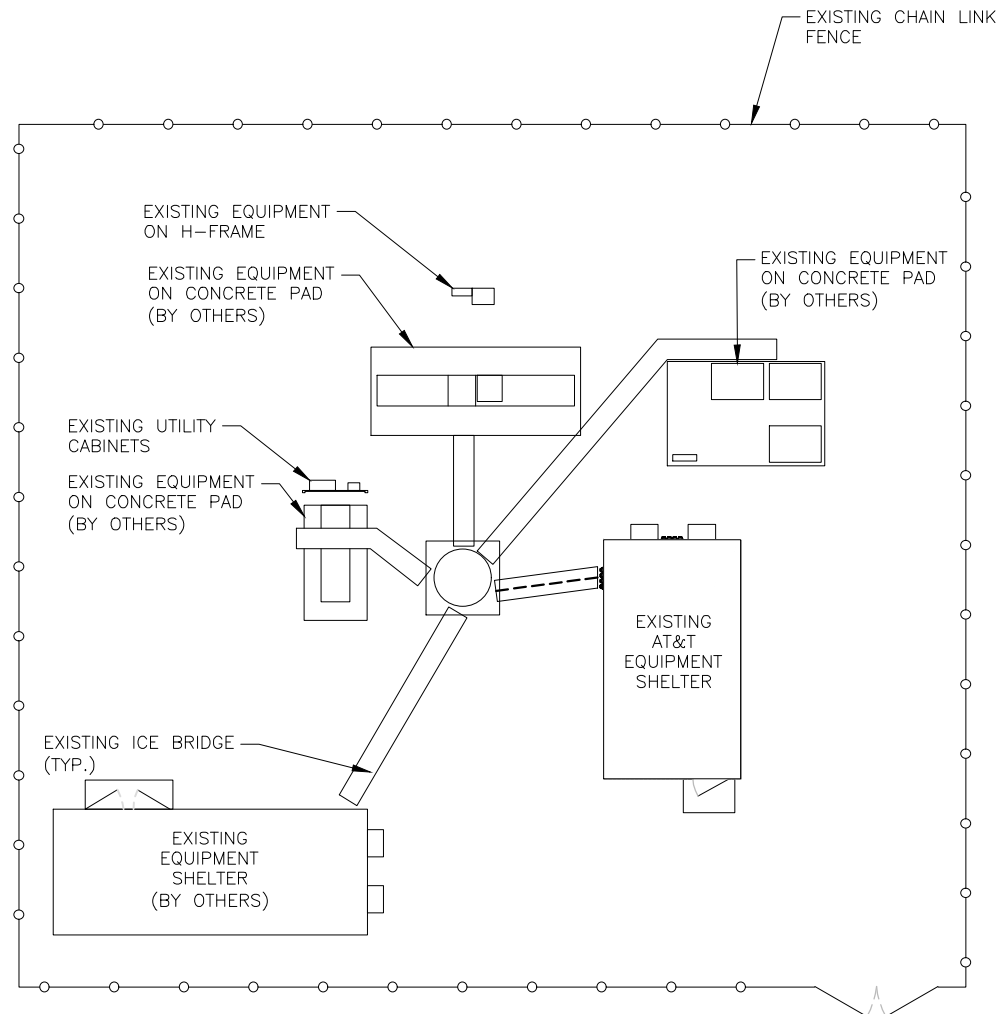 EXISTING CHAIN LINK
FENCE
EXISTING EQUIPMENT
ON H-FRAME
EXISTING EQUIPMENT
ON CONCRETE PAD
(BY OTHERS)
EXISTING EQUIPMENT
ON CONCRETE PAD
(BY OTHERS)
EXISTING UTILITY
CABINETS
EXISTING EQUIPMENT
ON CONCRETE PAD
(BY OTHERS)
EXISTING
AT&T
EQUIPMENT
SHELTER
EXISTING ICE BRIDGE
(TYP.)
EXISTING
EQUIPMENT
SHELTER
(BY OTHERS)